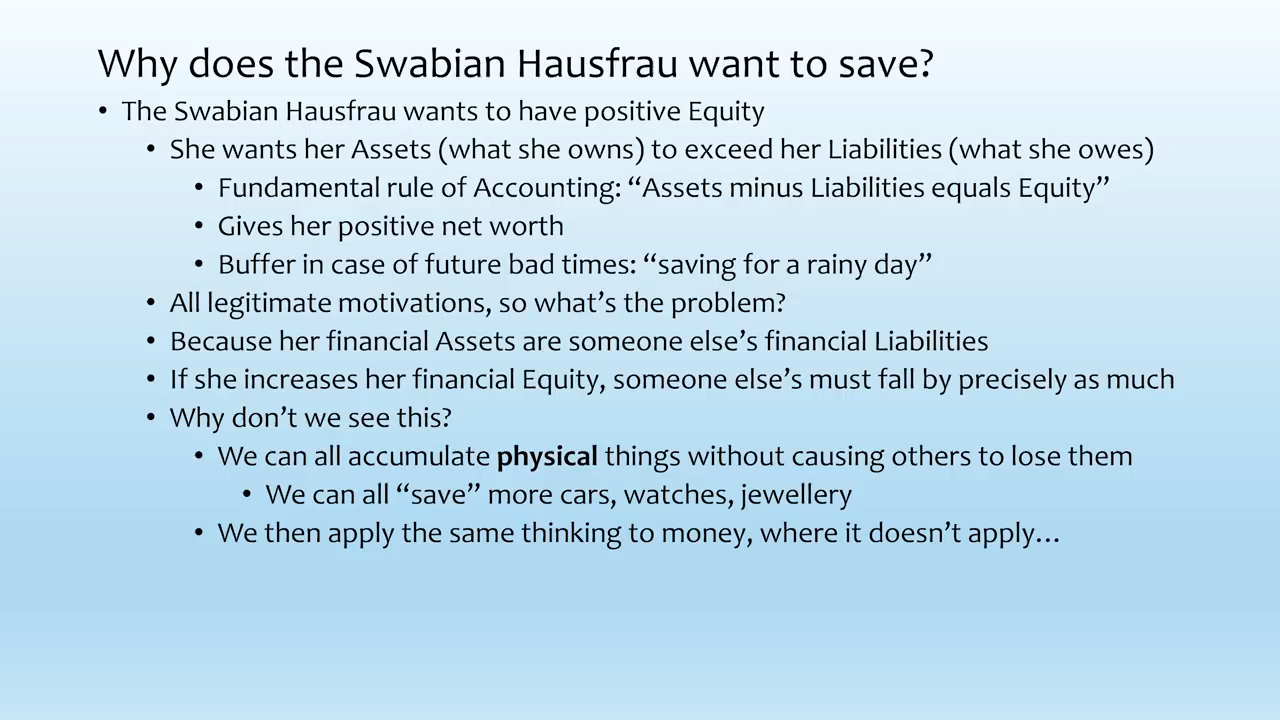 Why does the Swabian Hausfrau want to save?
• The Swabian Hausfrau wants to have positive Equity
• She wants her Assets (what she owns) to exceed her Liabilities (what she owes)
• Fundamental rule of Accounting: “Assets minus Liabilities equals Equity”
• Gives her positive net worth
• Buffer in case of future bad times: “saving for a rainy day”
• All legitimate motivations, so what’s the problem?
• Because her financial Assets are someone else’s financial Liabilities
• If she increases her financial Equity, someone else’s must fall by precisely as much
• Why don’t we see this?
• We can all accumulate physical things without causing others to lose them
• We can all “save” more cars, watches, jewellery
• We then apply the same thinking to money, where it doesn’t apply…